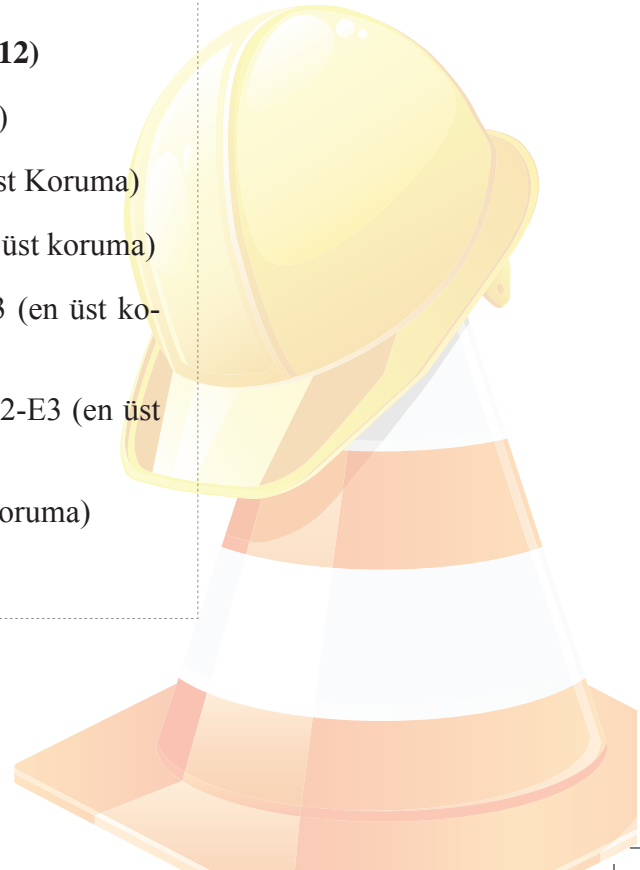 12)
)
st Koruma)
üst koruma)
3 (en üst ko-
2-E3 (en üst
oruma)